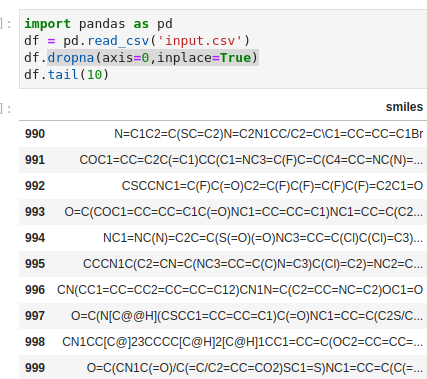 ]: import pandas as pd
df = pd.read_csv('input.csv')
df.dropna(axis=0,inplace=True)
df.tail(10)
]:
smiles
990 N=C1C2=C(SC=C2)N=C2N1CC/C2=C\C1=CC=CC=C1Br
991 COC1=CC=C2C(=C1)CC(C1=NC3=C(F)C=C(C4=CC=NC(N)=...
992 CSCCNC1=C(F)C(=O)C2=C(F)C(F)=C(F)C(F)=C2C1=O
993 O=C(COC1=CC=CC=C1C(=O)NC1=CC=CC=C1)NC1=CC=C(C2...
994 NC1=NC(N)=C2C=C(S(=O)(=O)NC3=CC=C(Cl)C(Cl)=C3)...
995 CCCN1C(C2=CN=C(NC3=CC=C(C)N=C3)C(Cl)=C2)=NC2=C...
996 CN(CC1=CC=CC2=CC=CC=C12)CN1N=C(C2=CC=NC=C2)OC1=O
997 O=C(N[C@@H](CSCC1=CC=CC=C1)C(=O)NC1=CC=C(C2S/C...
998 CN1CC[C@]23CCCC[C@H]2[C@H]1CC1=CC=C(OC2=CC=CC=...
999 O=C(CN1C(=O)/C(=C/C2=CC=CO2)SC1=S)NC1=CC=C(C(=...